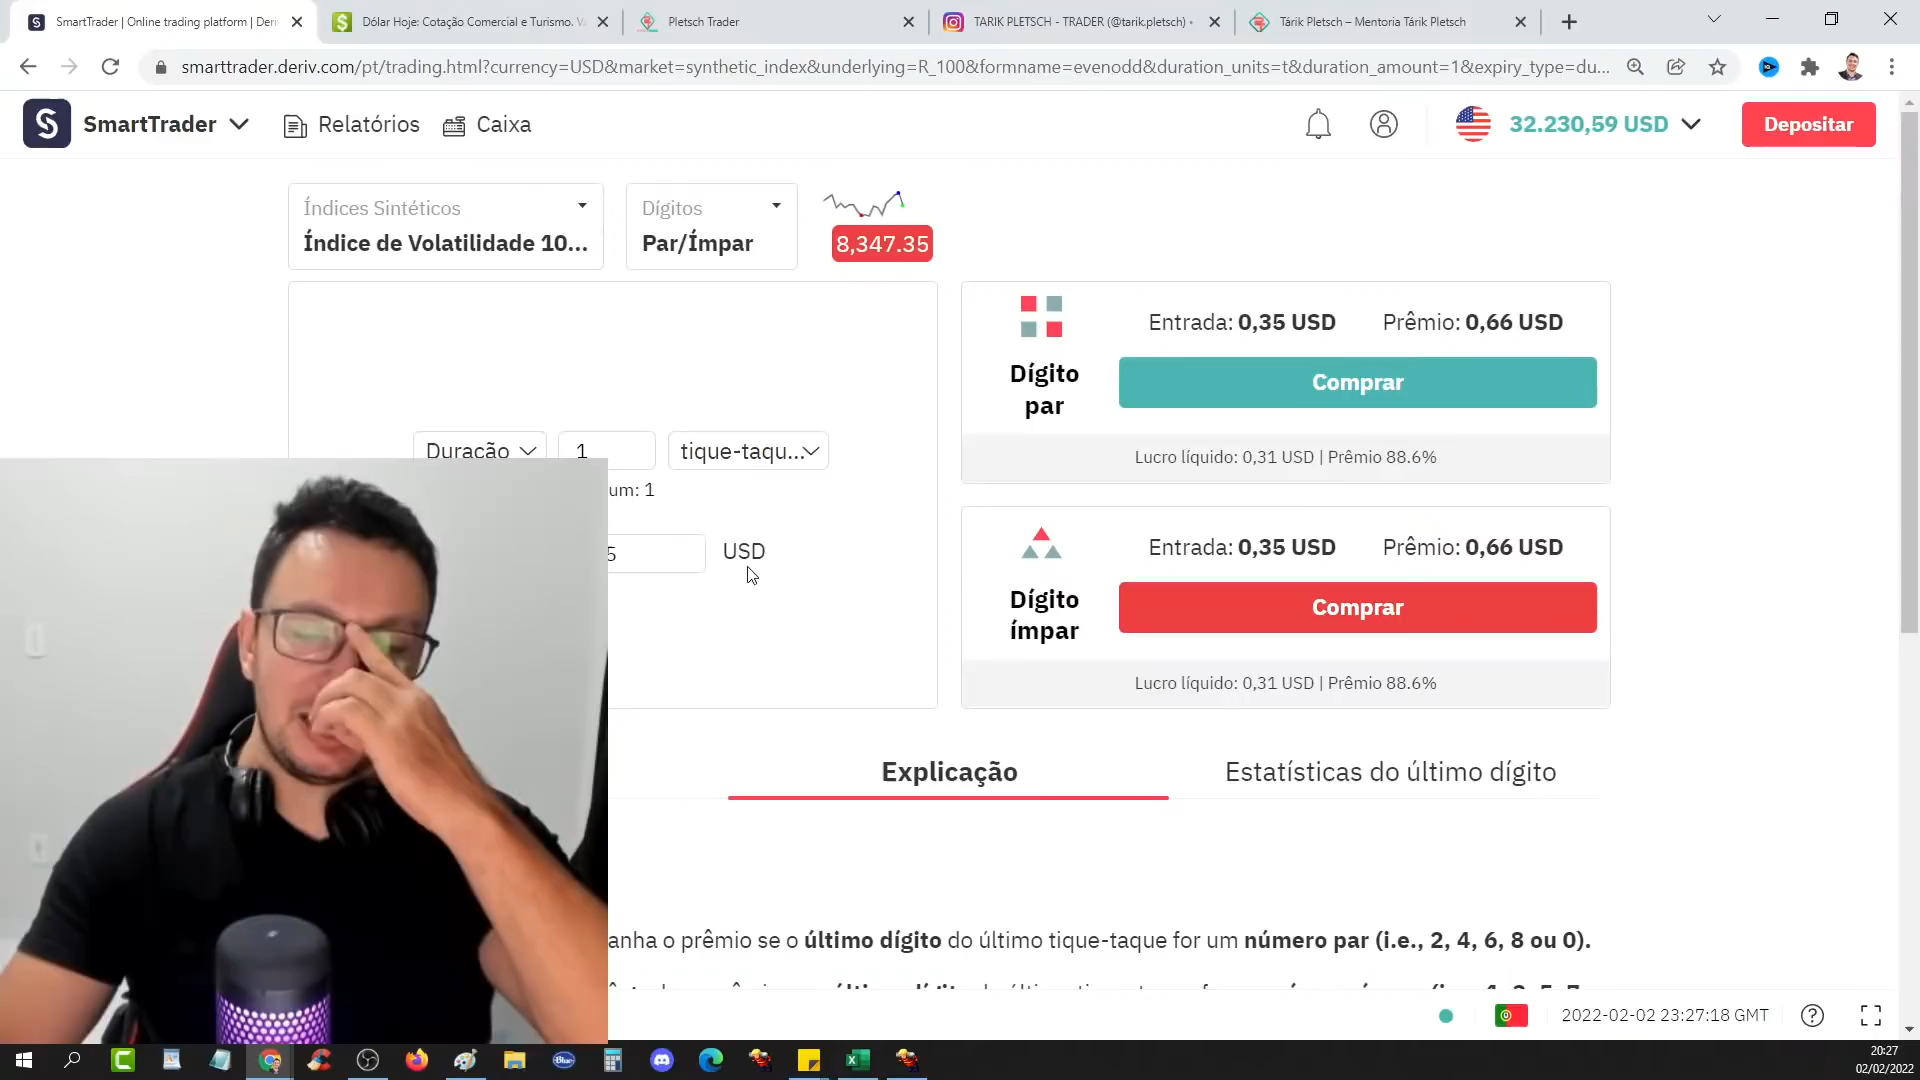 SmartTrader | Online trading platform | Deri
Dólar Hoje: Cotação Comercial e Turismo. V
Pletsch Trader
TARIK PLETSCH - TRADER (@tarik.pletsch) •
Tárik Pletsch – Mentoria Tárik Pletsch
smarttrader.deriv.com/pt/trading.html?currency=USD&market=synthetic_index&underlying=R_100&formname=evenodd&duration_units=t&duration_amount=1&expiry_type=du...
SmartTrader
Relatórios
Caixa
32.230,59 USD
Depositar
Índices Sintéticos
Índice de Volatilidade 10...
Dígitos
Par/Ímpar
8,347.35
Entrada: 0,35 USD
Prêmio: 0,66 USD
Dígito
par
Comprar
Lucro líquido: 0,31 USD | Prêmio 88.6%
Duração
1
tique-taqu...
um: 1
5
USD
Entrada: 0,35 USD
Prêmio: 0,66 USD
Dígito
ímpar
Comprar
Lucro líquido: 0,31 USD | Prêmio 88.6%
Explicação
Estatísticas do último dígito
anha o prêmio se o último dígito do último tique-taque for um número par (i.e., 2, 4, 6, 8 ou 0).
2022-02-02 23:27:18 GMT
Blue
20:27
02/02/2022